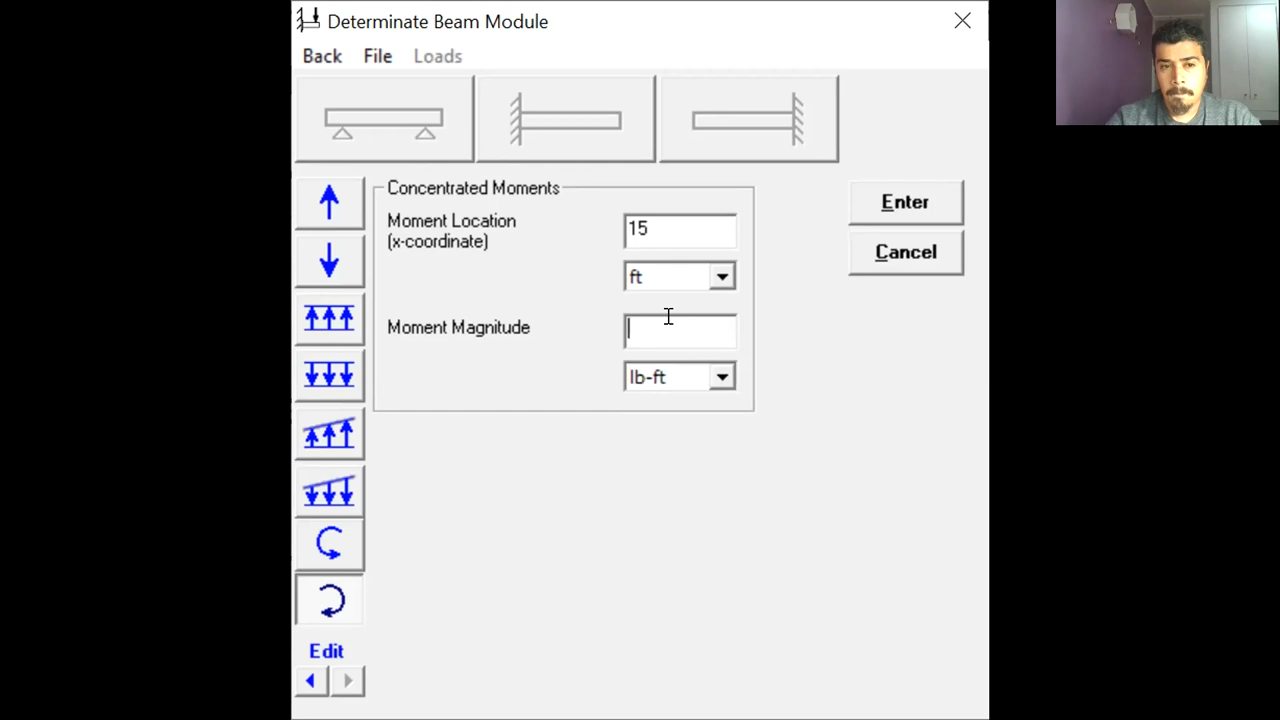 Determinate Beam Module
Back File Loads
Concentrated Moments
Moment Location
(x-coordinate)
15
ft
Moment Magnitude
lb-ft
Enter
Cancel
Edit